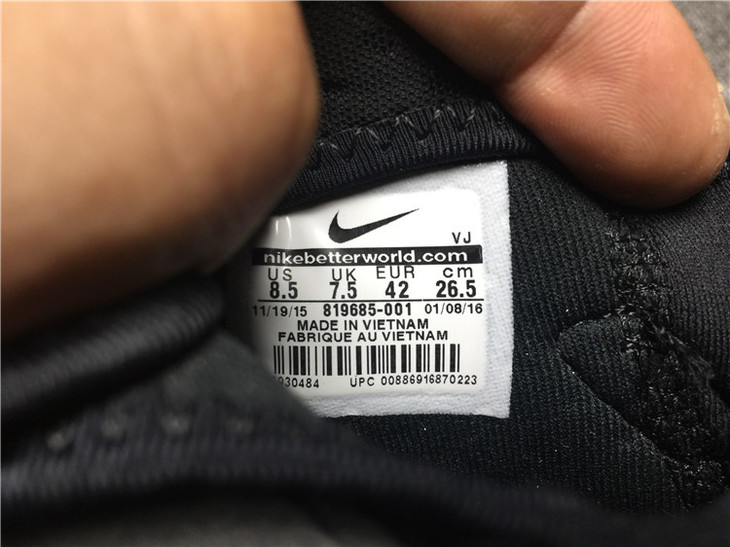 VJ
nikebetterworld.com
US UK EUR cm
8.5 7.5 42 26.5
11/19/15 819685-001 01/08/16
MADE IN VIETNAM
FABRIQUE AU VIETNAM
930484 UPC 00886916870223